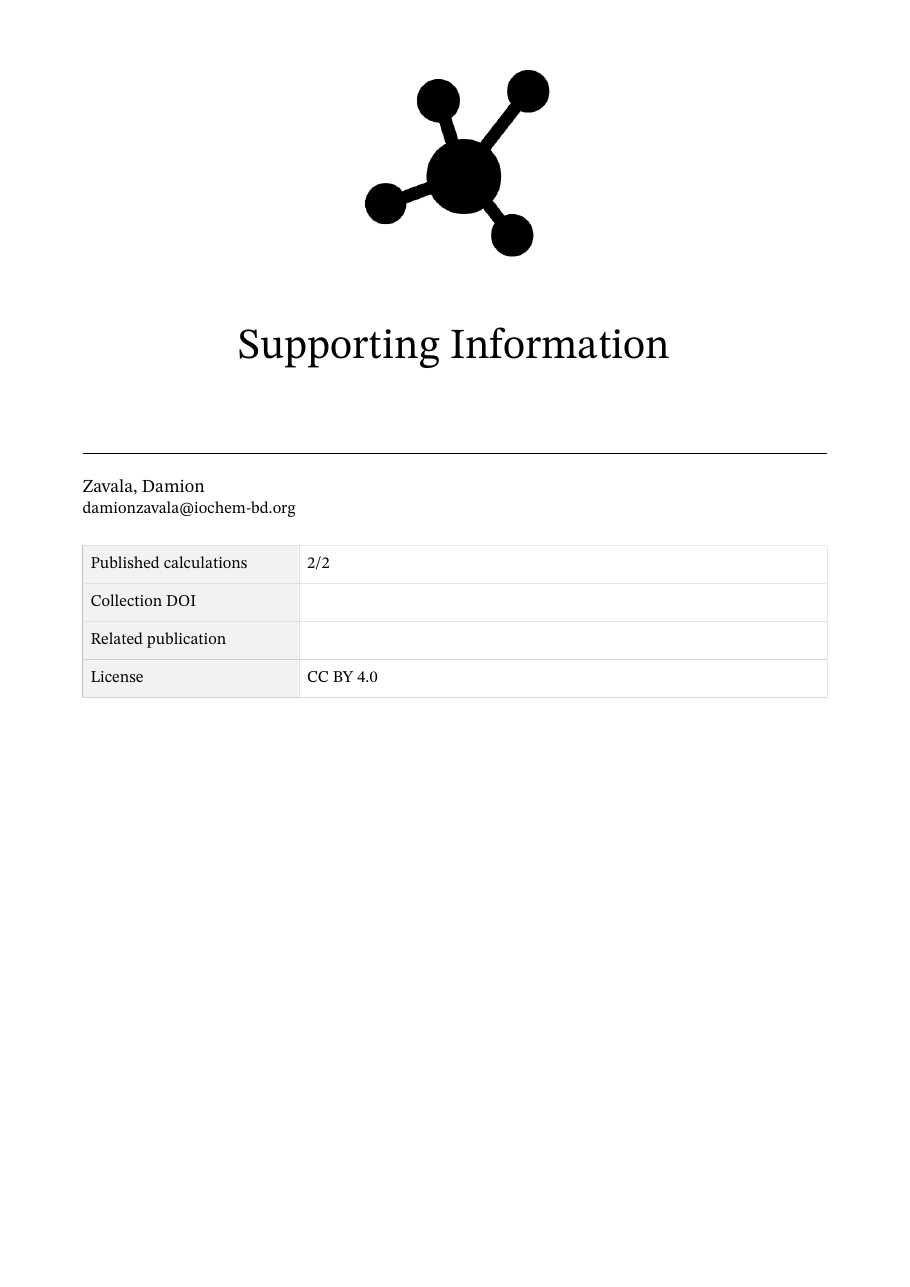 Supporting Information
Zavala, Damion
damionzavala@iochem-bd.org
Published calculations 2/2
Collection DOI
Related publication
License CC BY 4.0